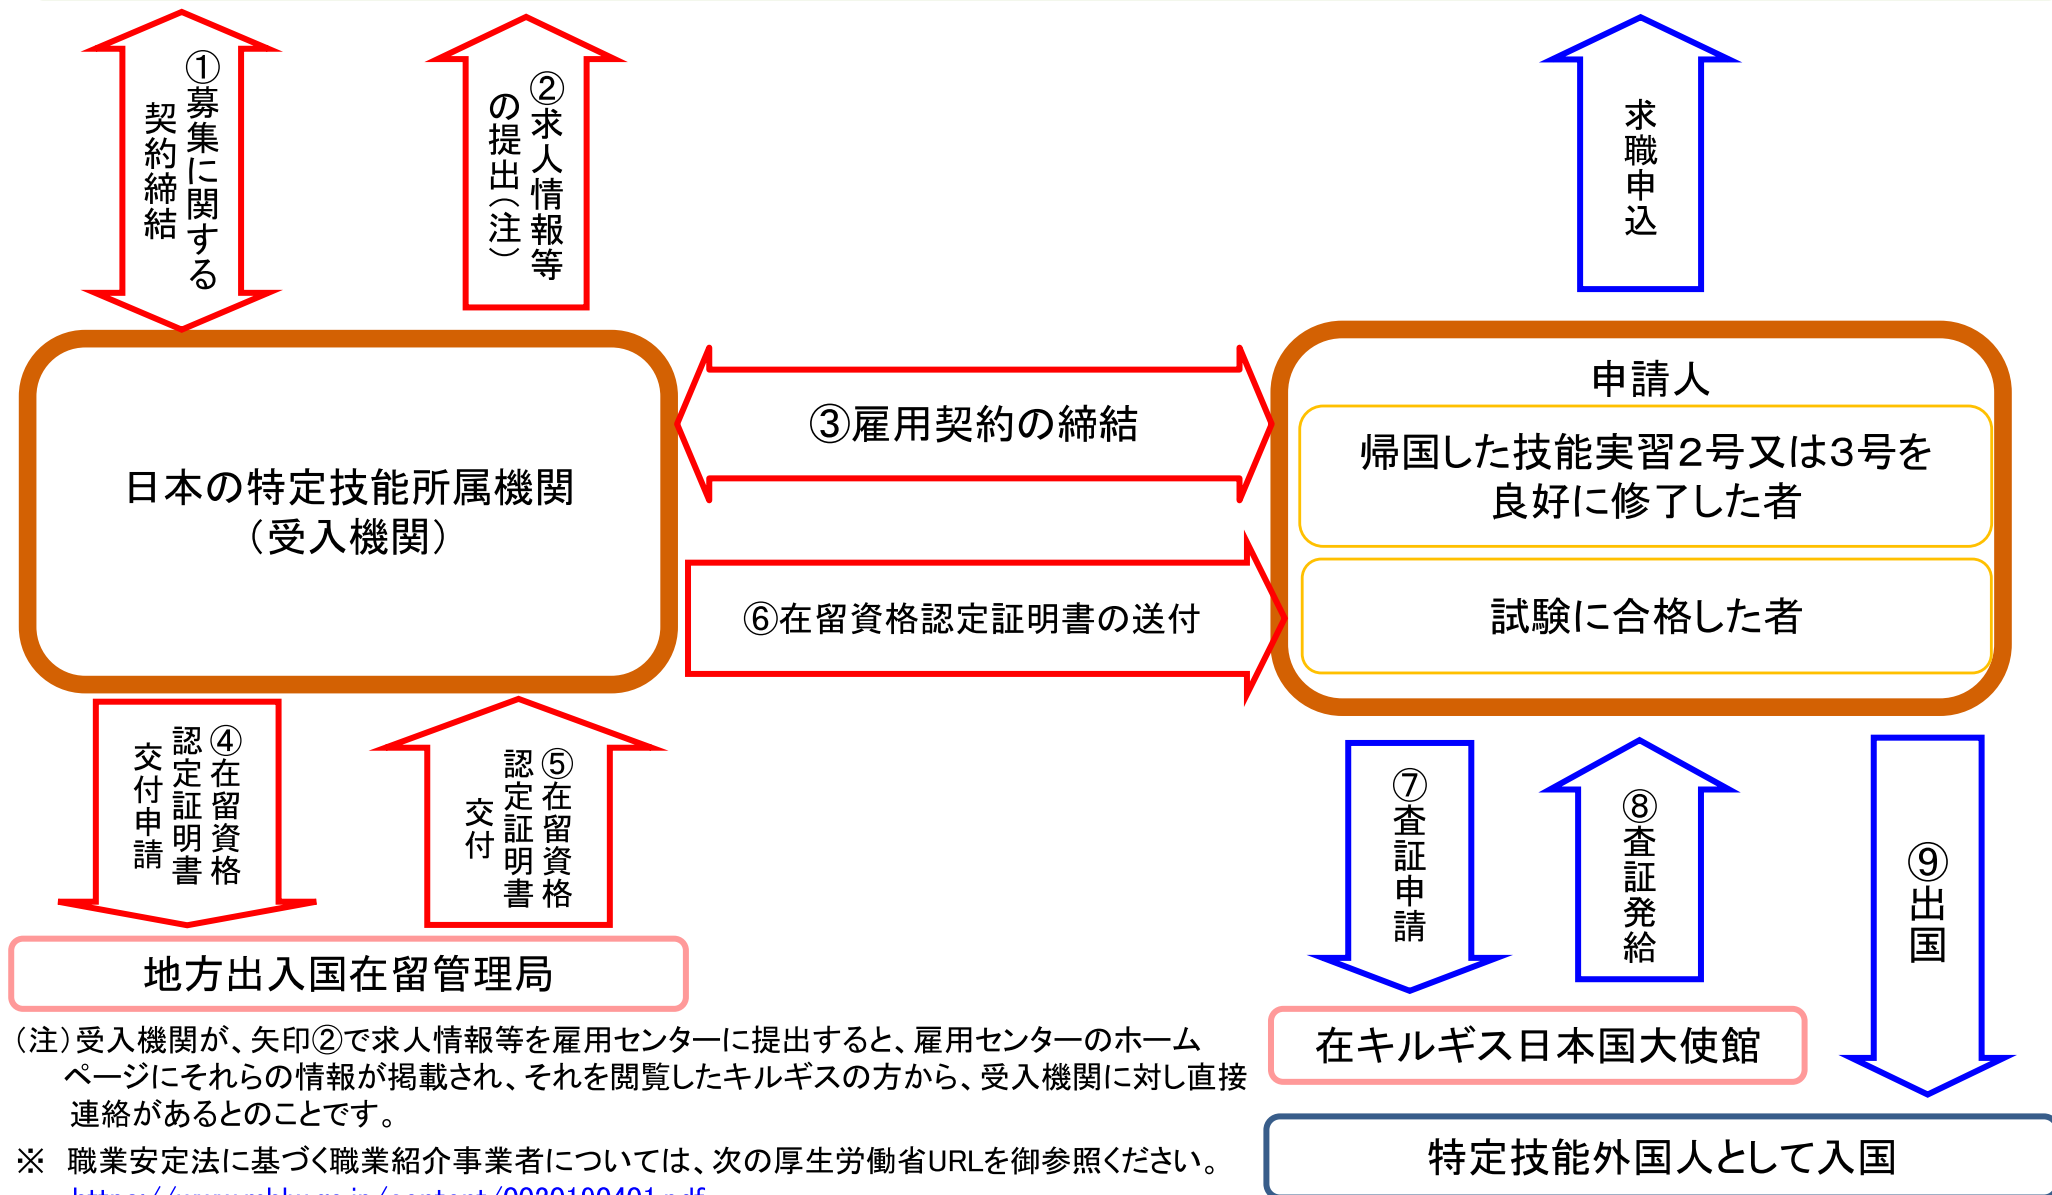 ①募集に関する
契約締結
②求人情報等
の提出（注）
求職申込
日本の特定技能所属機関
（受入機関）
③雇用契約の締結
⑥在留資格認定証明書の送付
申請人
帰国した技能実習２号又は３号を
良好に修了した者
試験に合格した者
④在留資格
認定証明書
交付申請
⑤在留資格
認定証明書
交付
⑦査証申請
⑧査証発給
⑨出国
地方出入国在留管理局
在キルギス日本国大使館
特定技能外国人として入国
（注）受入機関が、矢印②で求人情報等を雇用センターに提出すると、雇用センターのホーム
ページにそれらの情報が掲載され、それを閲覧したキルギスの方から、受入機関に対し直接
連絡があるとのことです。
※　職業安定法に基づく職業紹介事業者については、次の厚生労働省URLを御参照ください。